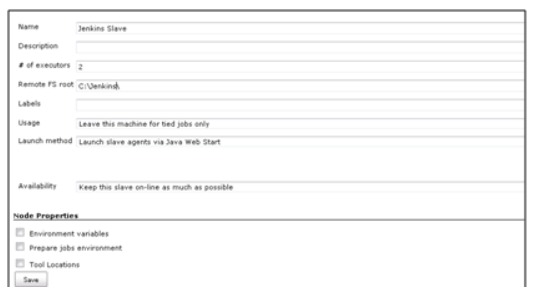 Name Jenkins Slave
Description
# of executors 2
Remote FS root C:\Jenkins\
Labels
Usage Leave this machine for tied jobs only
Launch method Launch slave agents via Java Web Start
Availability Keep this slave on-line as much as possible
Node Properties
Environment variables
Prepare jobs environment
Tool Locations
Save